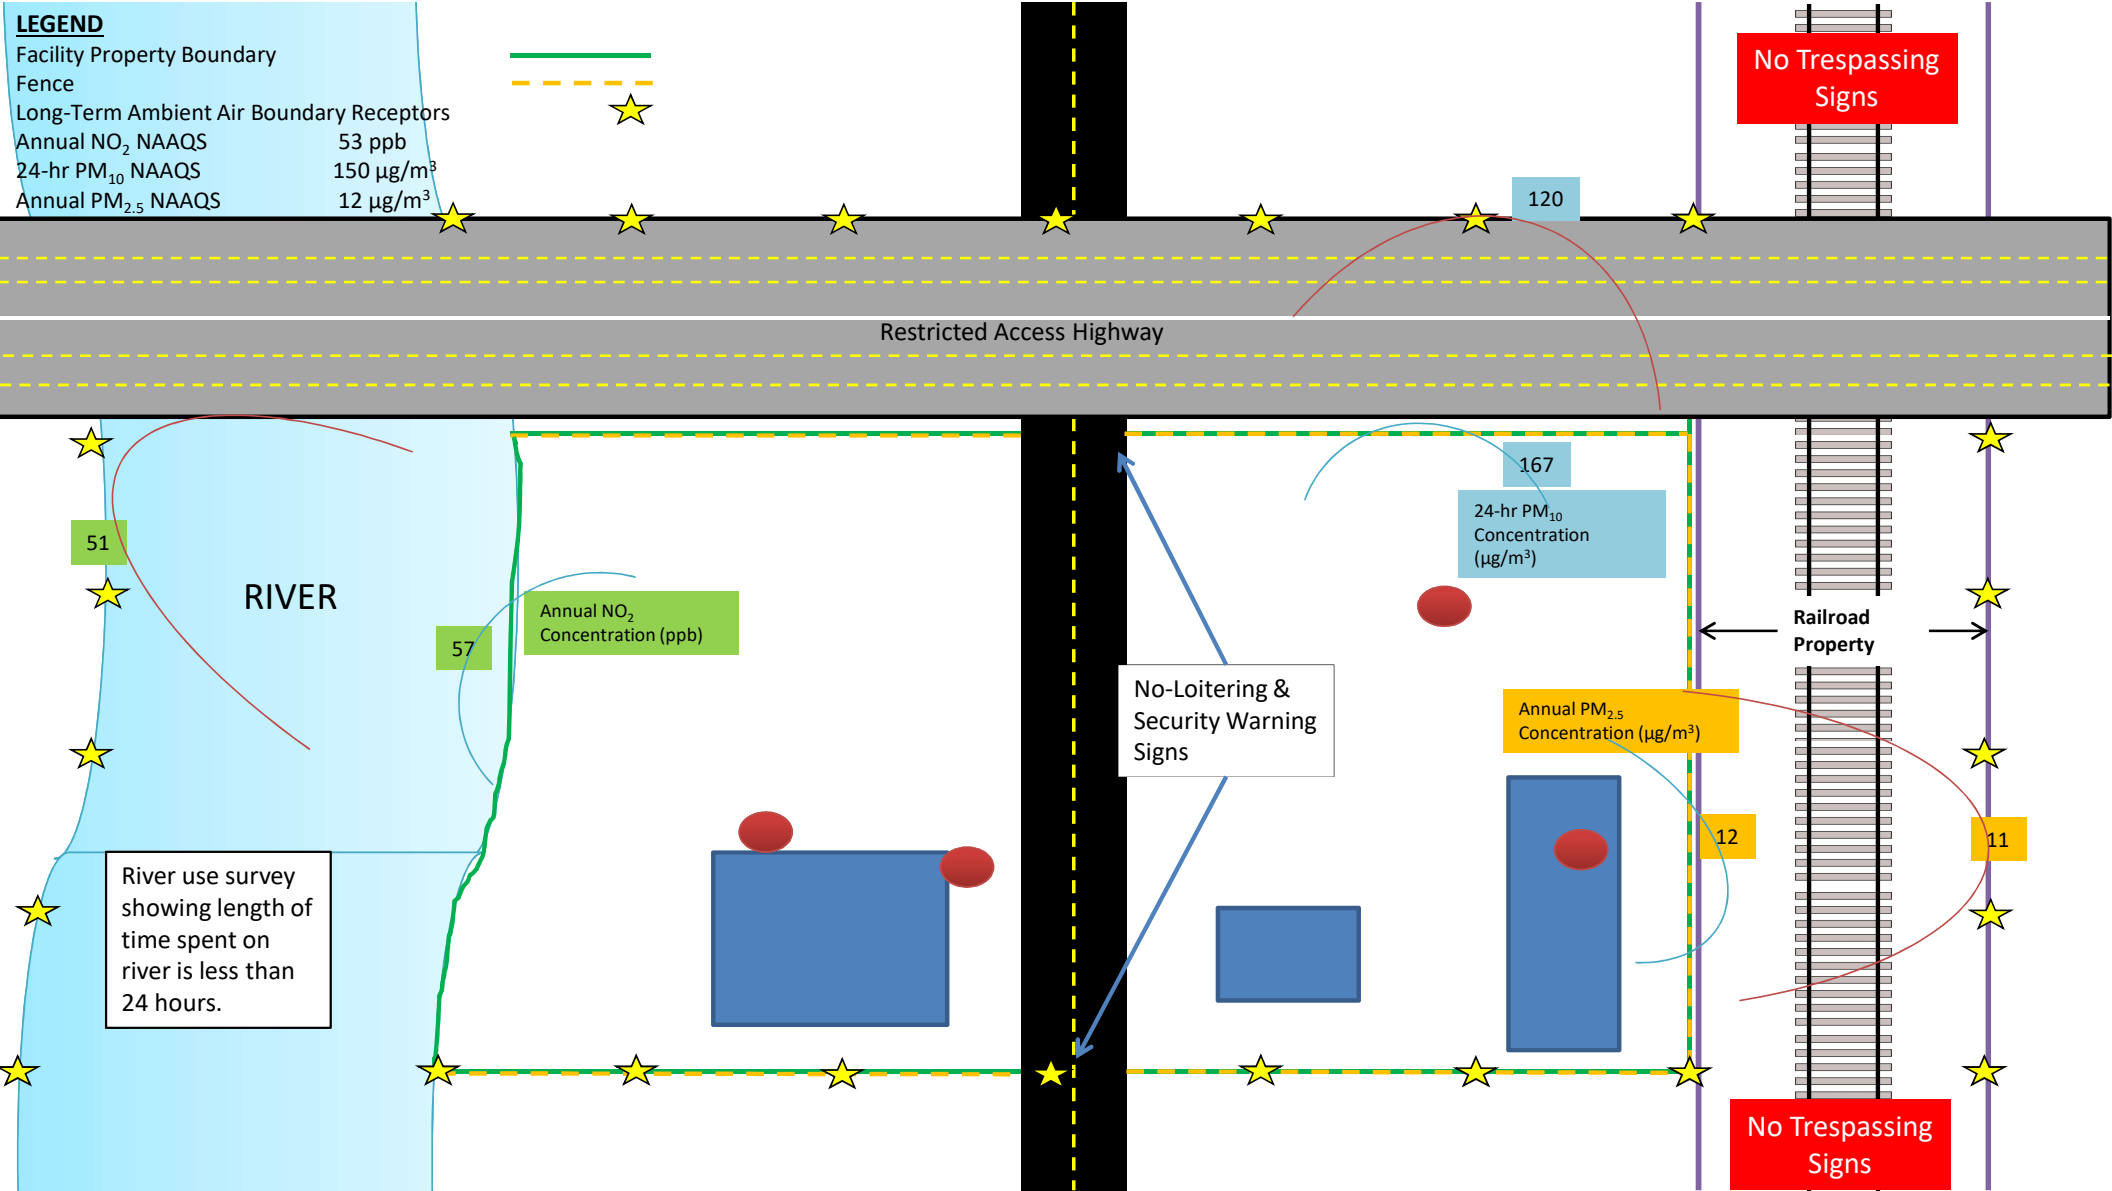 LEGEND
Facility Property Boundary
Fence
Long-Term Ambient Air Boundary Receptors
Annual NO₂ NAAQS 53 ppb
24-hr PM₁₀ NAAQS 150 µg/m³
Annual PM₂.₅ NAAQS 12 µg/m³
No Trespassing
Signs
120
Restricted Access Highway
167
24-hr PM₁₀
Concentration
(µg/m³)
51
RIVER
57
Annual NO₂
Concentration (ppb)
Railroad
Property
No-Loitering &
Security Warning
Signs
Annual PM₂.₅
Concentration (µg/m³)
12
11
River use survey
showing length of
time spent on
river is less than
24 hours.
No Trespassing
Signs